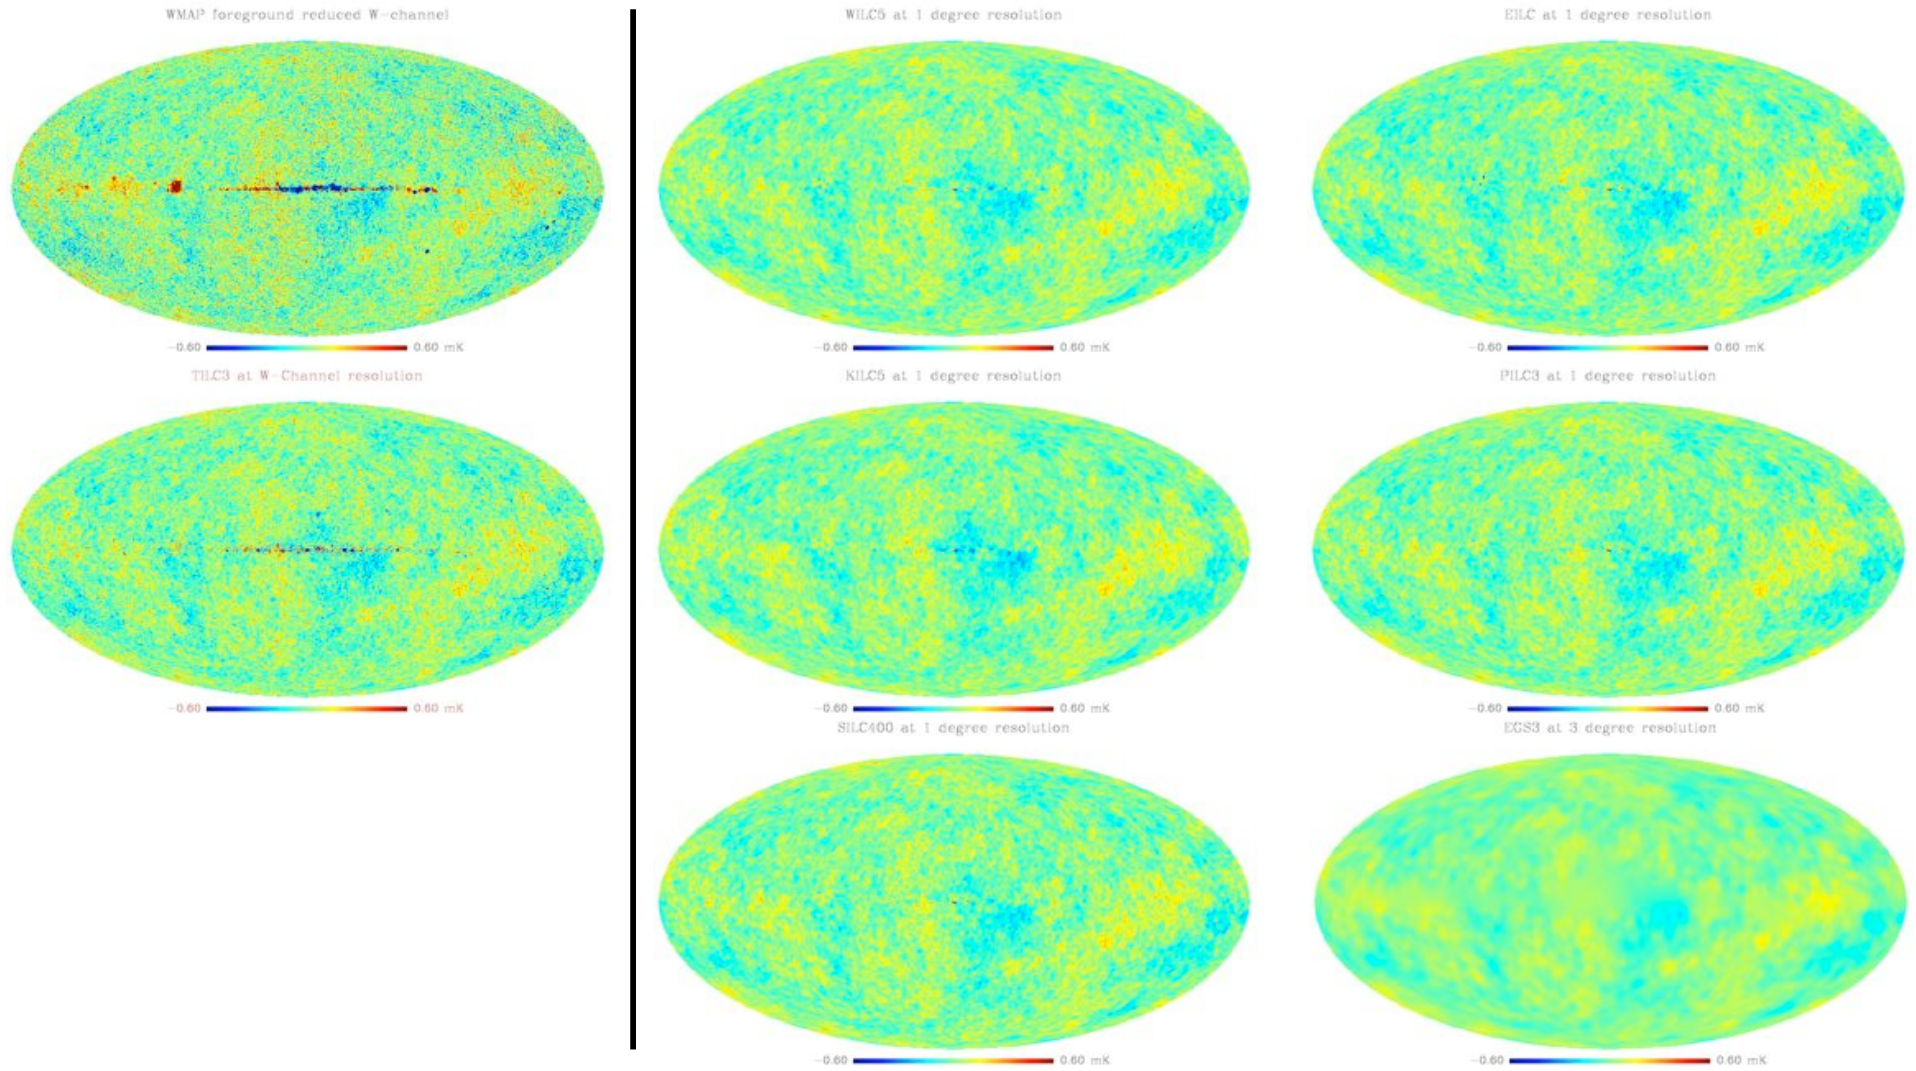 WMAP foreground reduced W-channel
WILC5 at 1 degree resolution
EILC at 1 degree resolution
-0.60 0.60 mK
-0.60 0.60 mK
-0.60 0.60 mK
TILC3 at W-Channel resolution
KILC5 at 1 degree resolution
PILC3 at 1 degree resolution
-0.60 0.60 mK
-0.60 0.60 mK
-0.60 0.60 mK
SILC400 at 1 degree resolution
EGS3 at 3 degree resolution
-0.60 0.60 mK
-0.60 0.60 mK